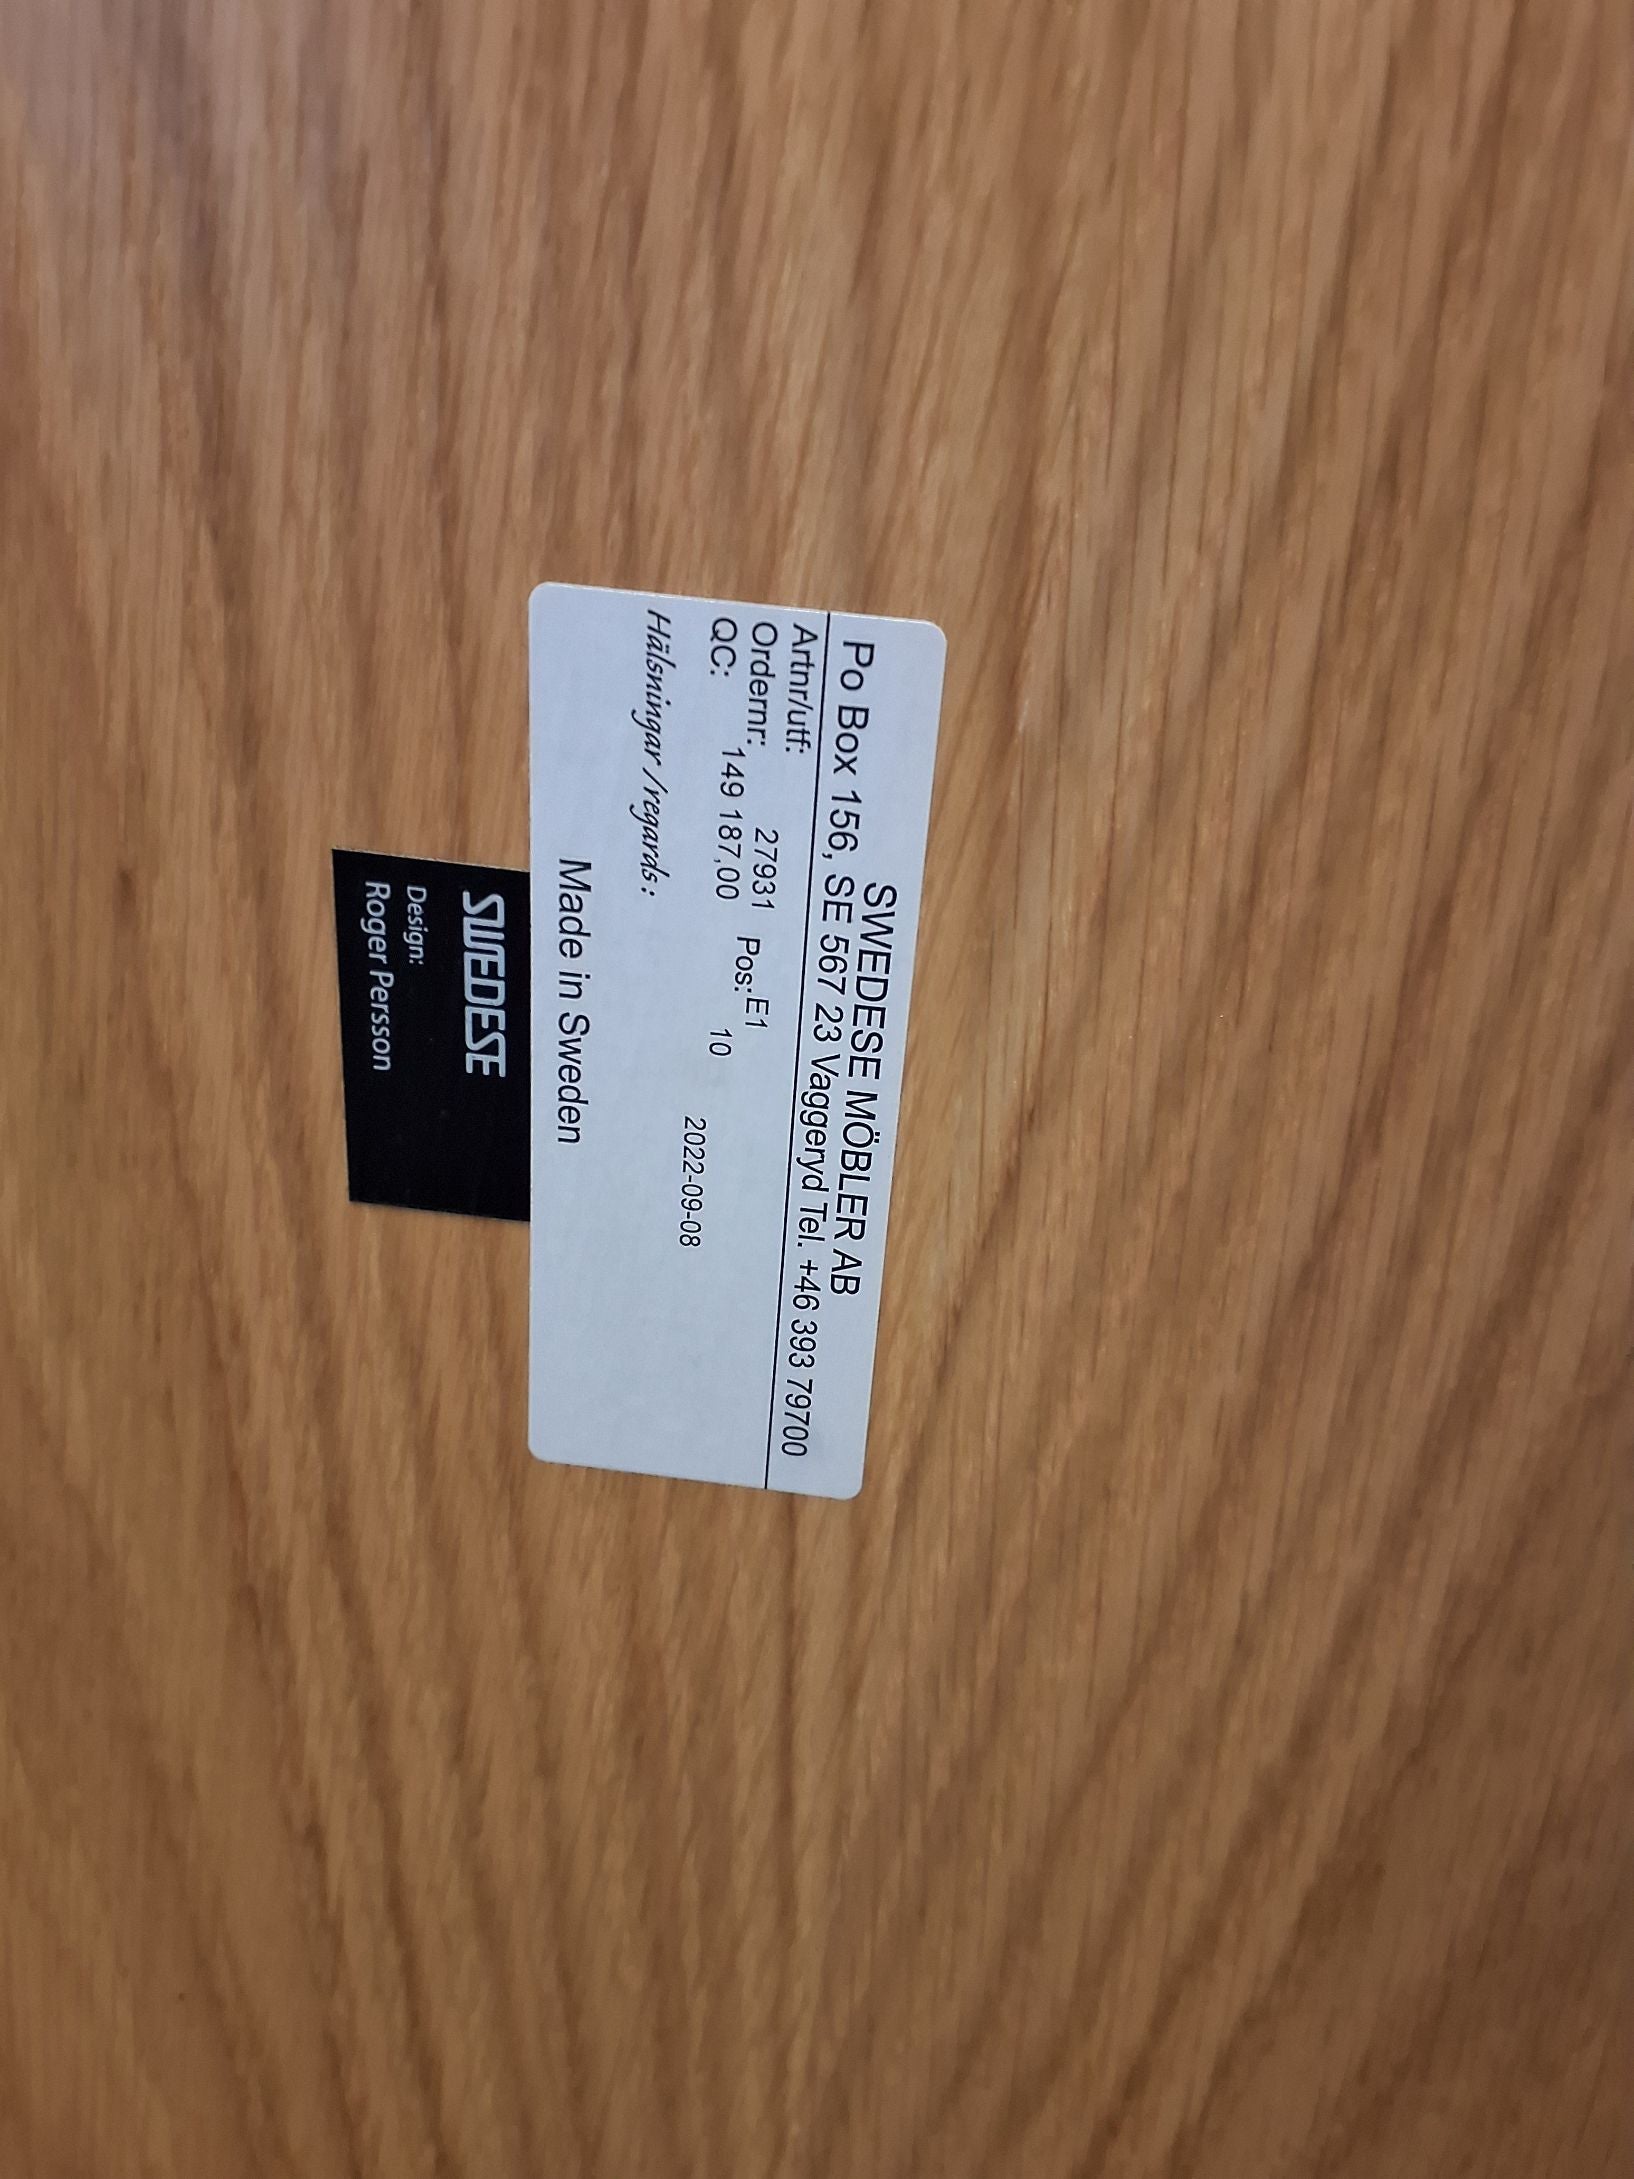 SWEDESE MÖBLER AB
Po Box 156, SE 567 23 Vaggeryd Tel. +46 393 79700
Artnr/utf: 27931 E1
Ordernr: 149 187,00 Pos: 10
QC: 2022-09-08
Hälsningar / regards:
Made in Sweden
SWEDESE
Design:
Roger Persson